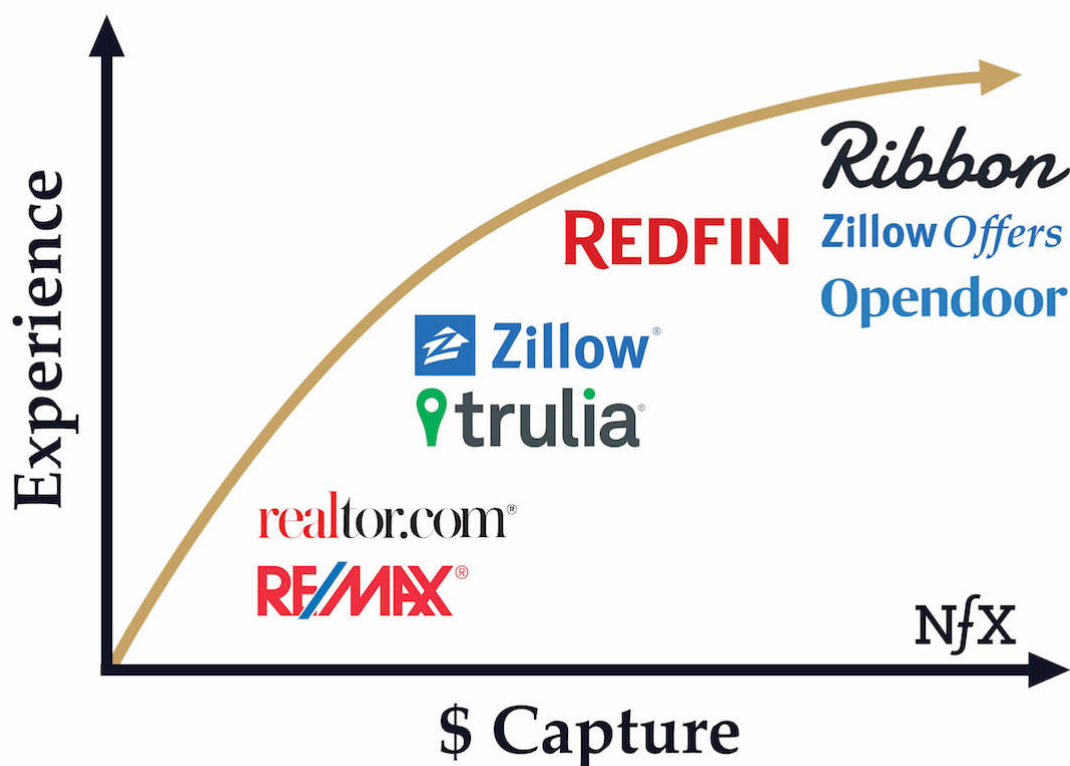 Experience
Ribbon
REDFIN
Zillow Offers
Opendoor
Zillow®
trulia®
realtor.com®
RE/MAX®
NfX
$ Capture